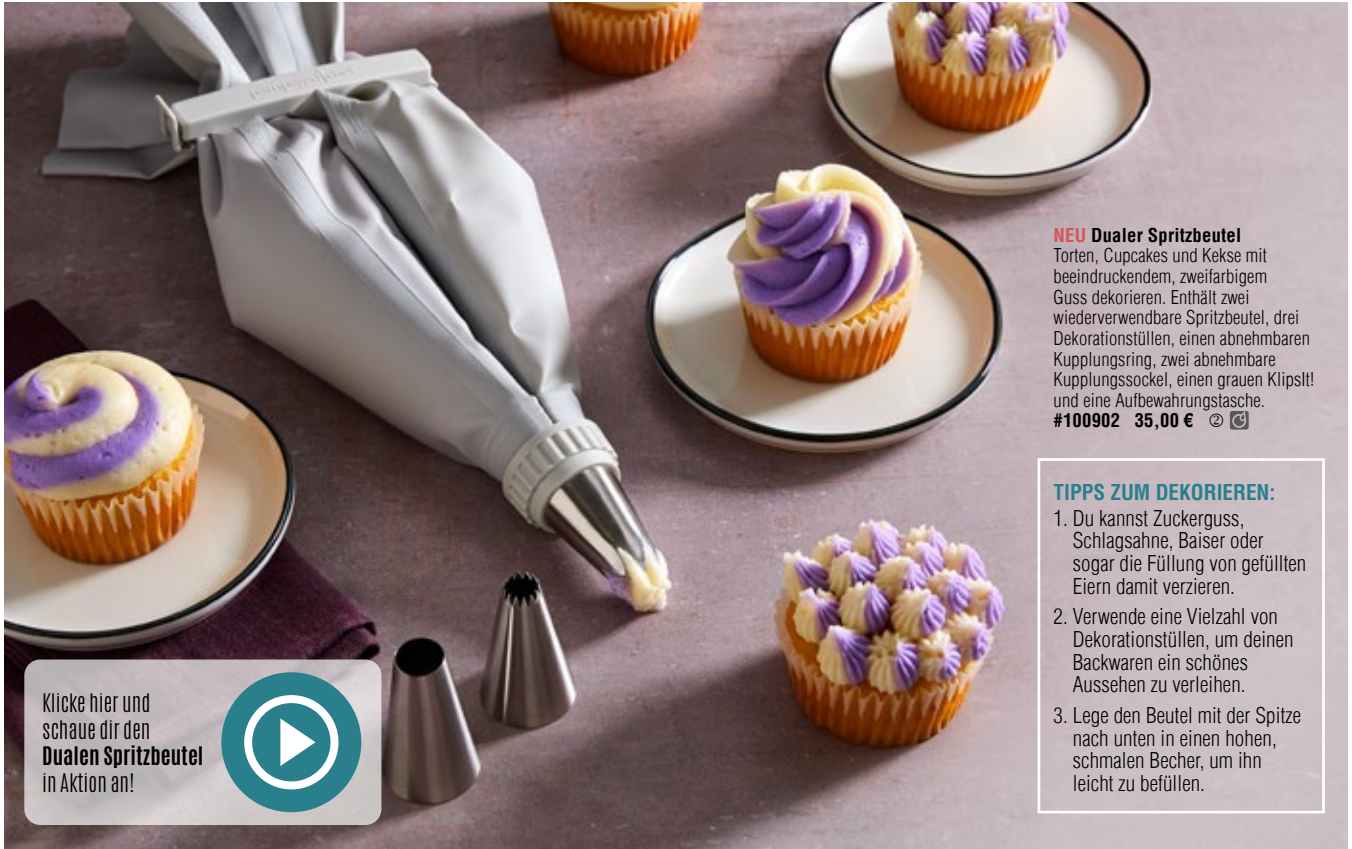 NEU Dualer Spritzbeutel
Torten, Cupcakes und Kekse mit
beeindruckendem, zweifarbigem
Guss dekorieren. Enthält zwei
wiederverwendbare Spritzbeutel, drei
Dekorationstüllen, einen abnehmbaren
Kupplungsring, zwei abnehmbare
Kupplungssockel, einen grauen KlipsIt!
und eine Aufbewahrungstasche.
#100902 35,00 € ②
TIPPS ZUM DEKORIEREN:
1. Du kannst Zuckerguss,
Schlagsahne, Baiser oder
sogar die Füllung von gefüllten
Eiern damit verzieren.
2. Verwende eine Vielzahl von
Dekorationstüllen, um deinen
Backwaren ein schönes
Aussehen zu verleihen.
3. Lege den Beutel mit der Spitze
nach unten in einen hohen,
schmalen Becher, um ihn
leicht zu befüllen.
Klicke hier und
schaue dir den
Dualen Spritzbeutel
in Aktion an!